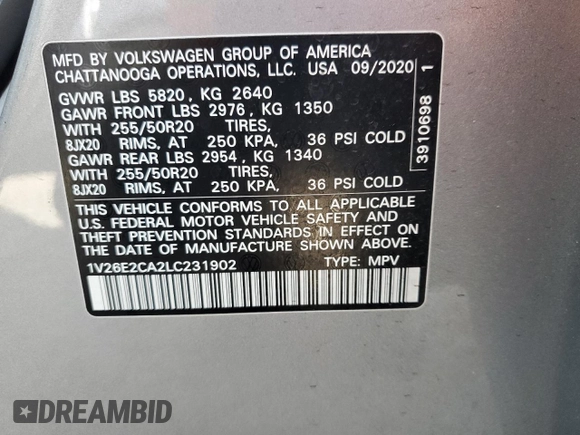 MFD BY VOLKSWAGEN GROUP OF AMERICA
CHATTANOOGA OPERATIONS, LLC. USA 09/2020
GVWR LBS 5820, KG 2640
GAWR FRONT LBS 2976, KG 1350
WITH 255/50R20 TIRES,
8JX20 RIMS, AT 250 KPA, 36 PSI COLD
GAWR REAR LBS 2954, KG 1340
WITH 255/50R20 TIRES,
8JX20 RIMS, AT 250 KPA, 36 PSI COLD
THIS VEHICLE CONFORMS TO ALL APPLICABLE
U.S. FEDERAL MOTOR VEHICLE SAFETY AND
THEFT PREVENTION STANDARDS IN EFFECT ON
THE DATE OF MANUFACTURE SHOWN ABOVE.
1V26E2CA2LC231902 TYPE: MPV
3910698 1
DREAMBID